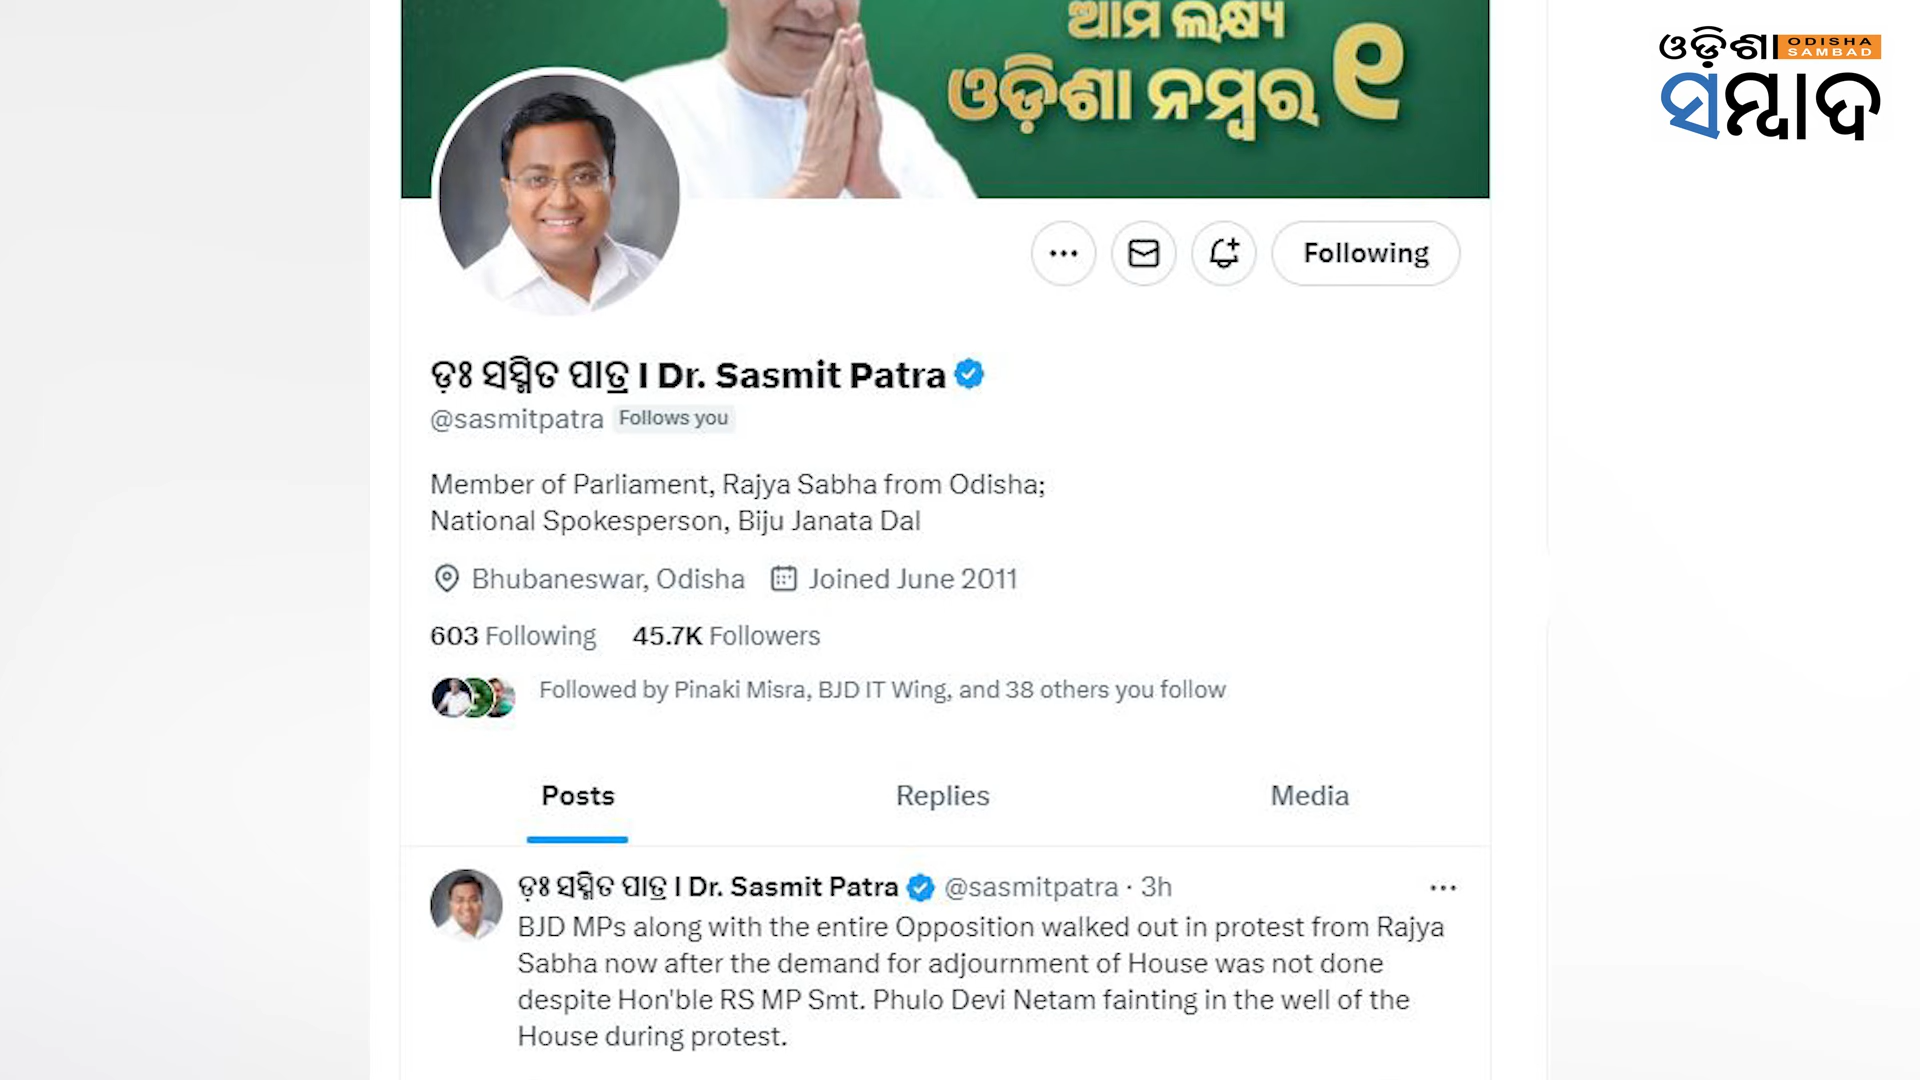 ଆମ ଲକ୍ଷ୍ୟ
ଓଡ଼ିଶା ନମ୍ବର ୧
ଓଡ଼ିଶା ODISHA
SAMBAD
ସମ୍ବାଦ
Following
ଡ଼ଃ ସସ୍ମିତ ପାତ୍ର I Dr. Sasmit Patra
@sasmitpatra Follows you
Member of Parliament, Rajya Sabha from Odisha;
National Spokesperson, Biju Janata Dal
Bhubaneswar, Odisha Joined June 2011
603 Following 45.7K Followers
Followed by Pinaki Misra, BJD IT Wing, and 38 others you follow
Posts Replies Media
ଡ଼ଃ ସସ୍ମିତ ପାତ୍ର I Dr. Sasmit Patra @sasmitpatra · 3h
BJD MPs along with the entire Opposition walked out in protest from Rajya
Sabha now after the demand for adjournment of House was not done
despite Hon'ble RS MP Smt. Phulo Devi Netam fainting in the well of the
House during protest.